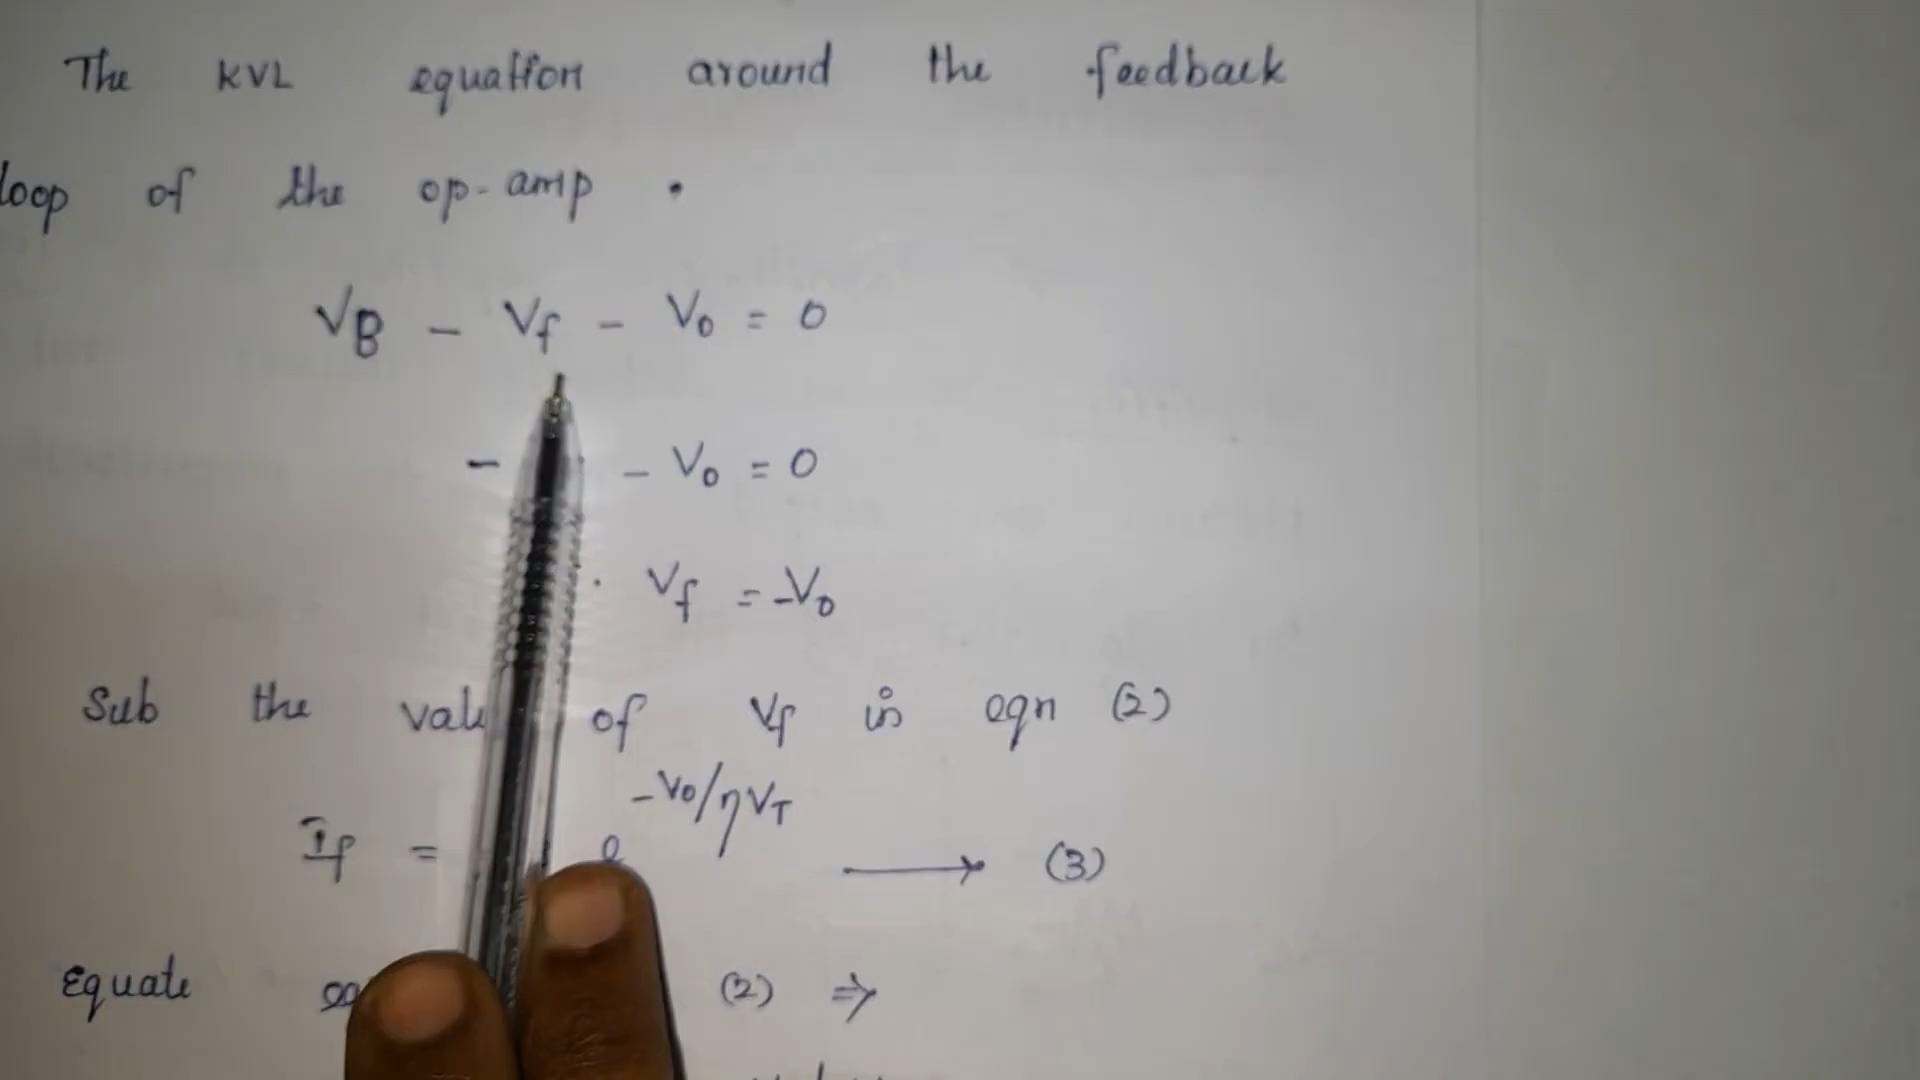 The KVL equation around the feedback
loop of the op-amp .
VB - Vf - V0 = 0
- - V0 = 0
Vf = -V0
Sub the of Vf in eqn (2)
If = e^-V0/ηVT → (3)
Equate (2) ⇒